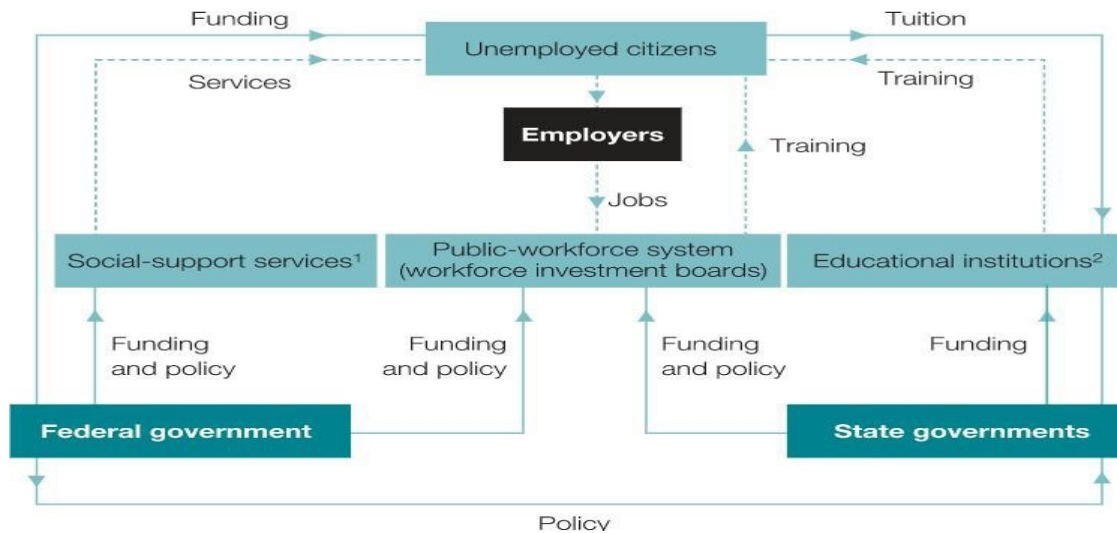 Funding
Tuition
Unemployed citizens
Services
Training
Employers
Training
Jobs
Social-support services¹
Public-workforce system
(workforce investment boards)
Educational institutions²
Funding
and policy
Funding
and policy
Funding
and policy
Funding
Federal government
State governments
Policy